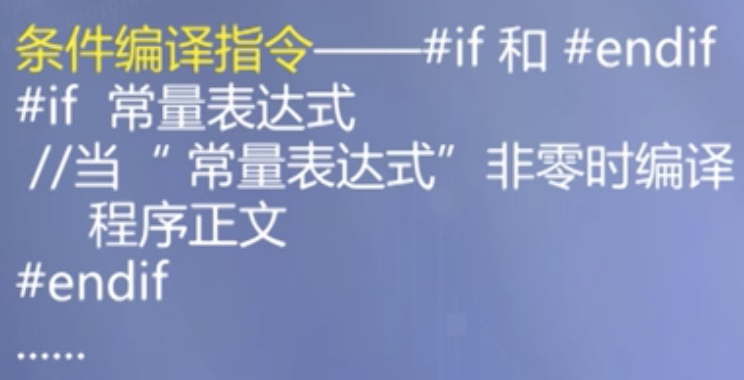 条件编译指令——#if 和 #endif
#if 常量表达式
//当“ 常量表达式”非零时编译
程序正文
#endif
......